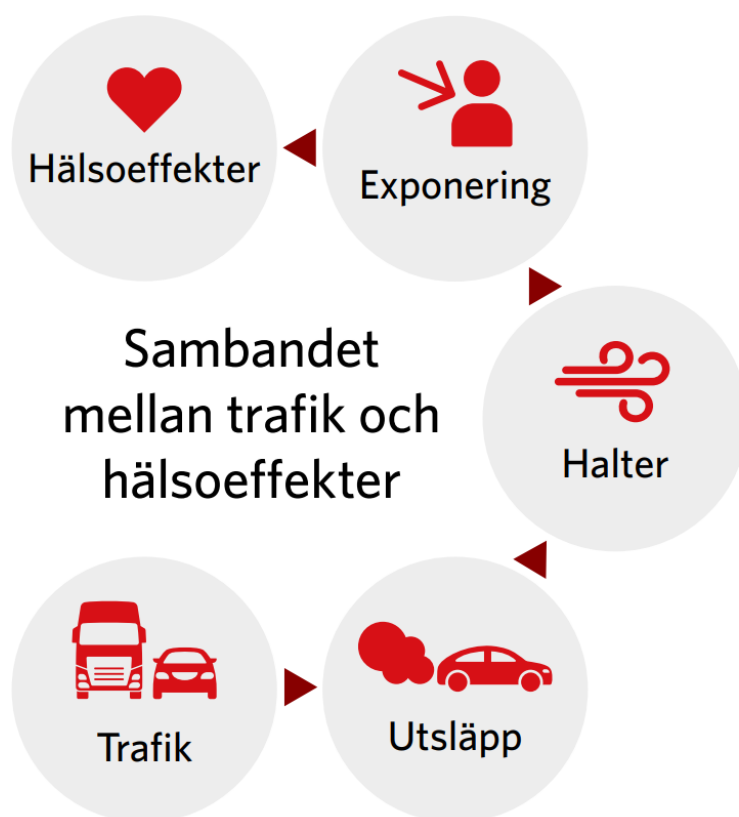 Hälsoeffekter
Exponering
Sambandet
mellan trafik och
hälsoeffekter
Halter
Trafik
Utsläpp